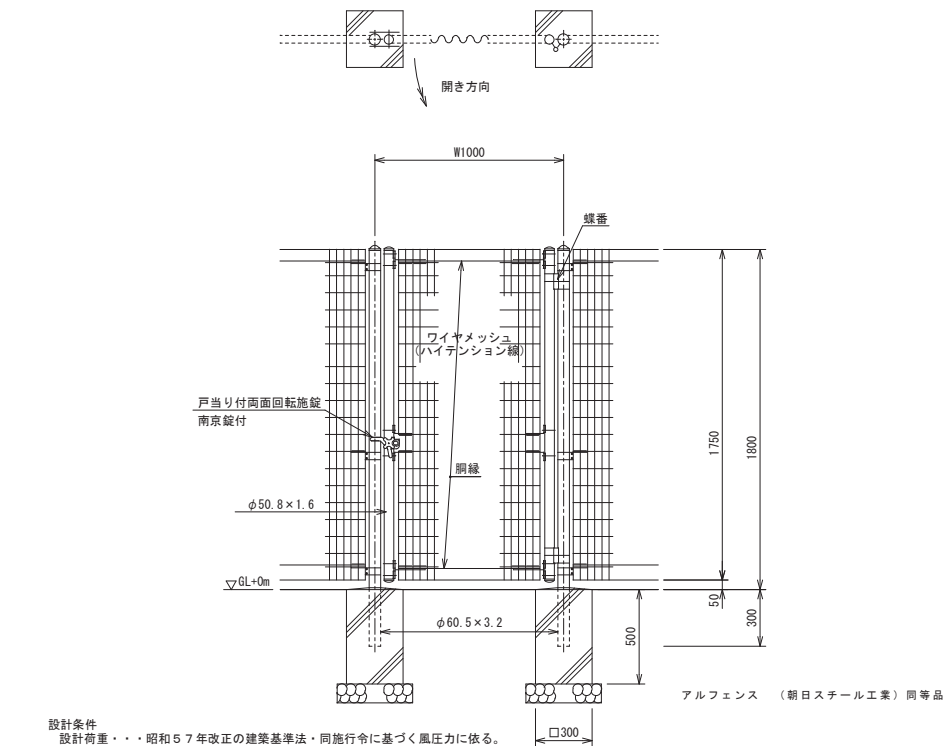 開き方向
W1000
蝶番
ワイヤメッシュ
(ハイテンション線)
戸当り付両面回転施錠
南京錠付
胴縁
1750
1800
φ50.8×1.6
▽GL+0m
50
φ60.5×3.2
500
300
アルフェンス （朝日スチール工業）同等品
□300
設計条件
設計荷重・・・昭和５７年改正の建築基準法・同施行令に基づく風圧力に依る。